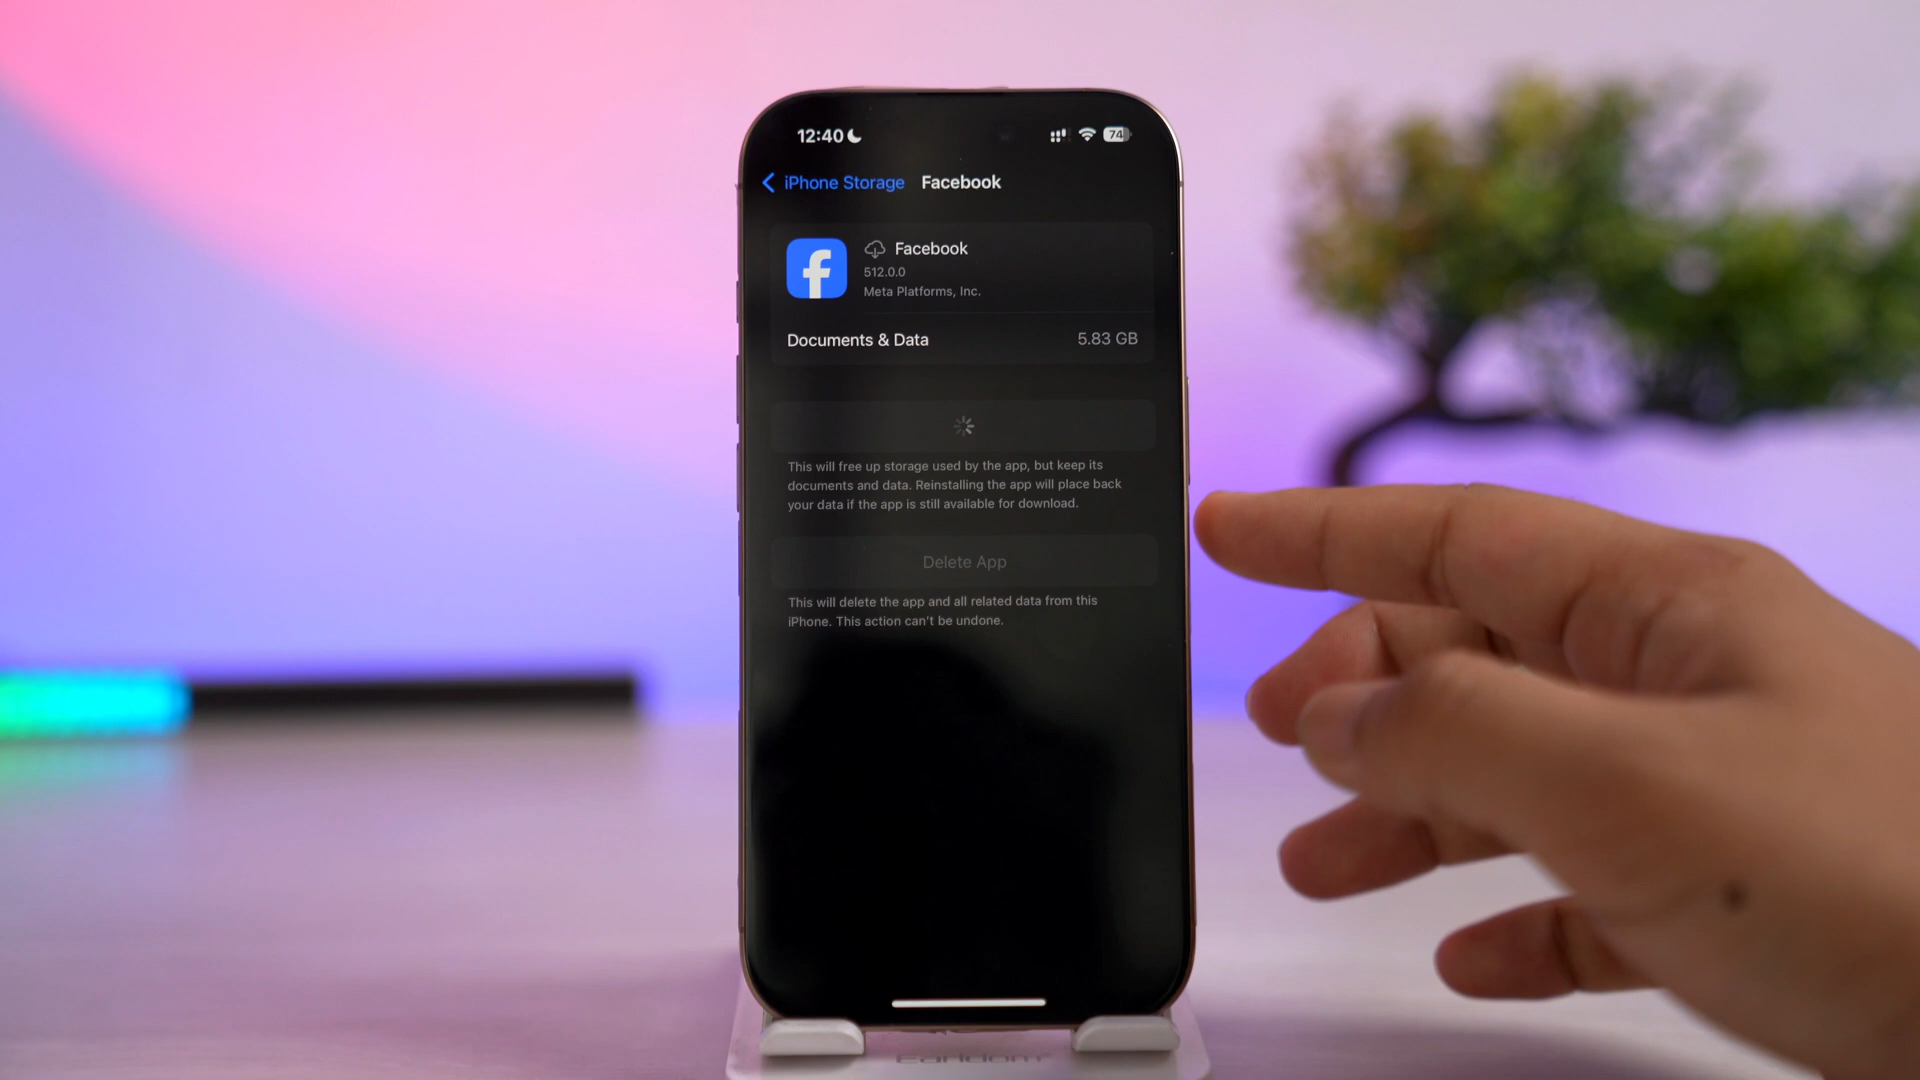 12:40
74
iPhone Storage Facebook
Facebook
512.0.0
Meta Platforms, Inc.
Documents & Data 5.83 GB
This will free up storage used by the app, but keep its
documents and data. Reinstalling the app will place back
your data if the app is still available for download.
Delete App
This will delete the app and all related data from this
iPhone. This action can't be undone.
Earldom